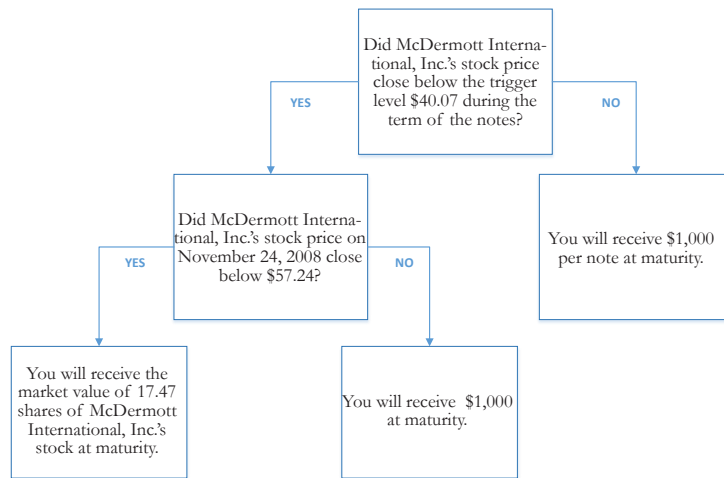 Did McDermott Interna-
tional, Inc.'s stock price
close below the trigger
level $40.07 during the
term of the notes?
YES
NO
Did McDermott Interna-
tional, Inc.'s stock price on
November 24, 2008 close
below $57.24?
You will receive $1,000
per note at maturity.
YES
NO
You will receive the
market value of 17.47
shares of McDermott
International, Inc.'s
stock at maturity.
You will receive $1,000
at maturity.